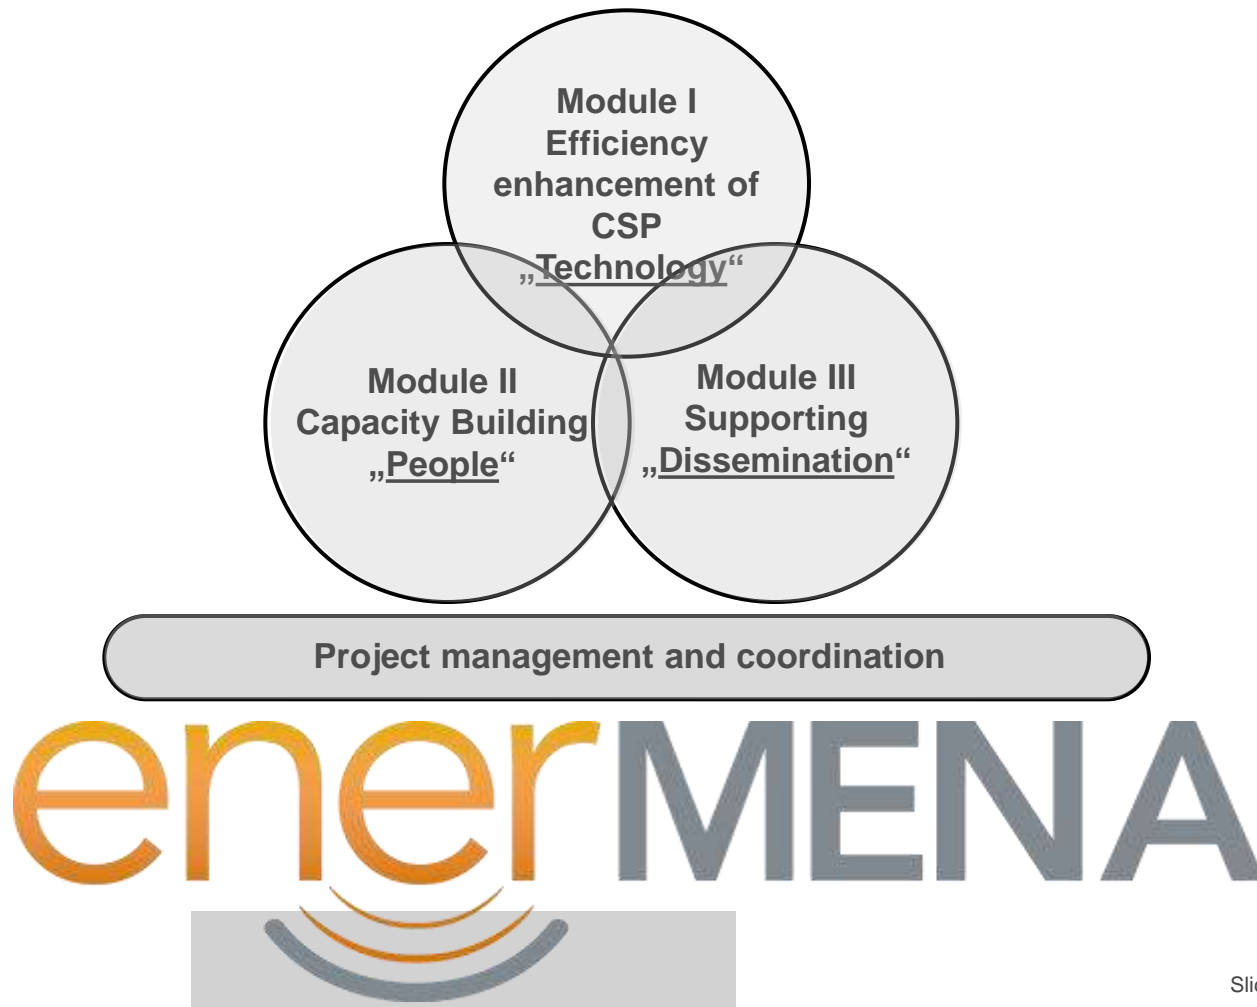 Module I
Efficiency
enhancement of
CSP
„Technology“
Module II
Capacity Building
„People“
Module III
Supporting
„Dissemination“
Project management and coordination
enerMENA